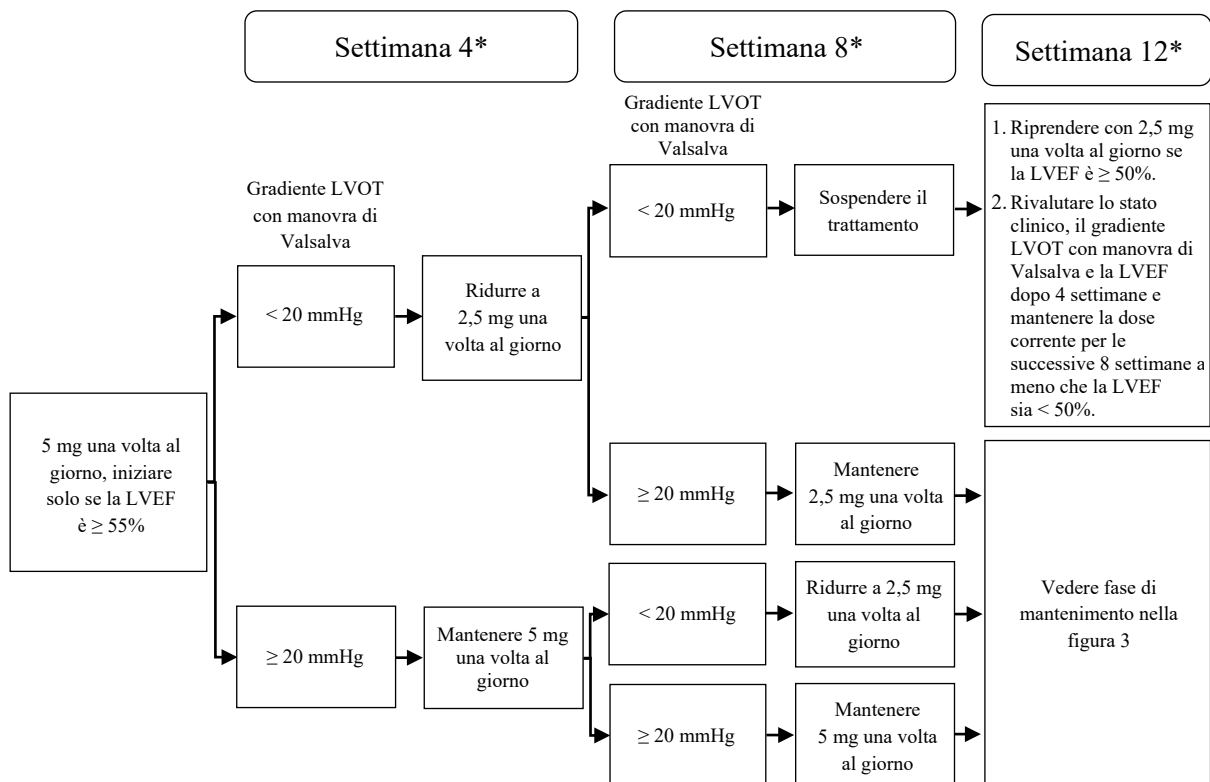 Settimana 4*
Settimana 8*
Settimana 12*
Gradiente LVOT
con manovra di
Valsalva
< 20 mmHg
Sospendere il
trattamento
1. Riprendere con 2,5 mg
una volta al giorno se
la LVEF è ≥ 50%.
2. Rivalutare lo stato
clinico, il gradiente
LVOT con manovra di
Valsalva e la LVEF
dopo 4 settimane e
mantenere la dose
corrente per le
successive 8 settimane a
meno che la LVEF
sia < 50%.
Gradiente LVOT
con manovra di
Valsalva
< 20 mmHg
Ridurre a
2,5 mg una
volta al giorno
5 mg una volta al
giorno, iniziare
solo se la LVEF
è ≥ 55%
≥ 20 mmHg
Mantenere
2,5 mg una volta
al giorno
≥ 20 mmHg
Mantenere 5 mg
una volta al
giorno
< 20 mmHg
Ridurre a 2,5 mg
una volta al
giorno
Vedere fase di
mantenimento nella
figura 3
≥ 20 mmHg
Mantenere
5 mg una volta
al giorno